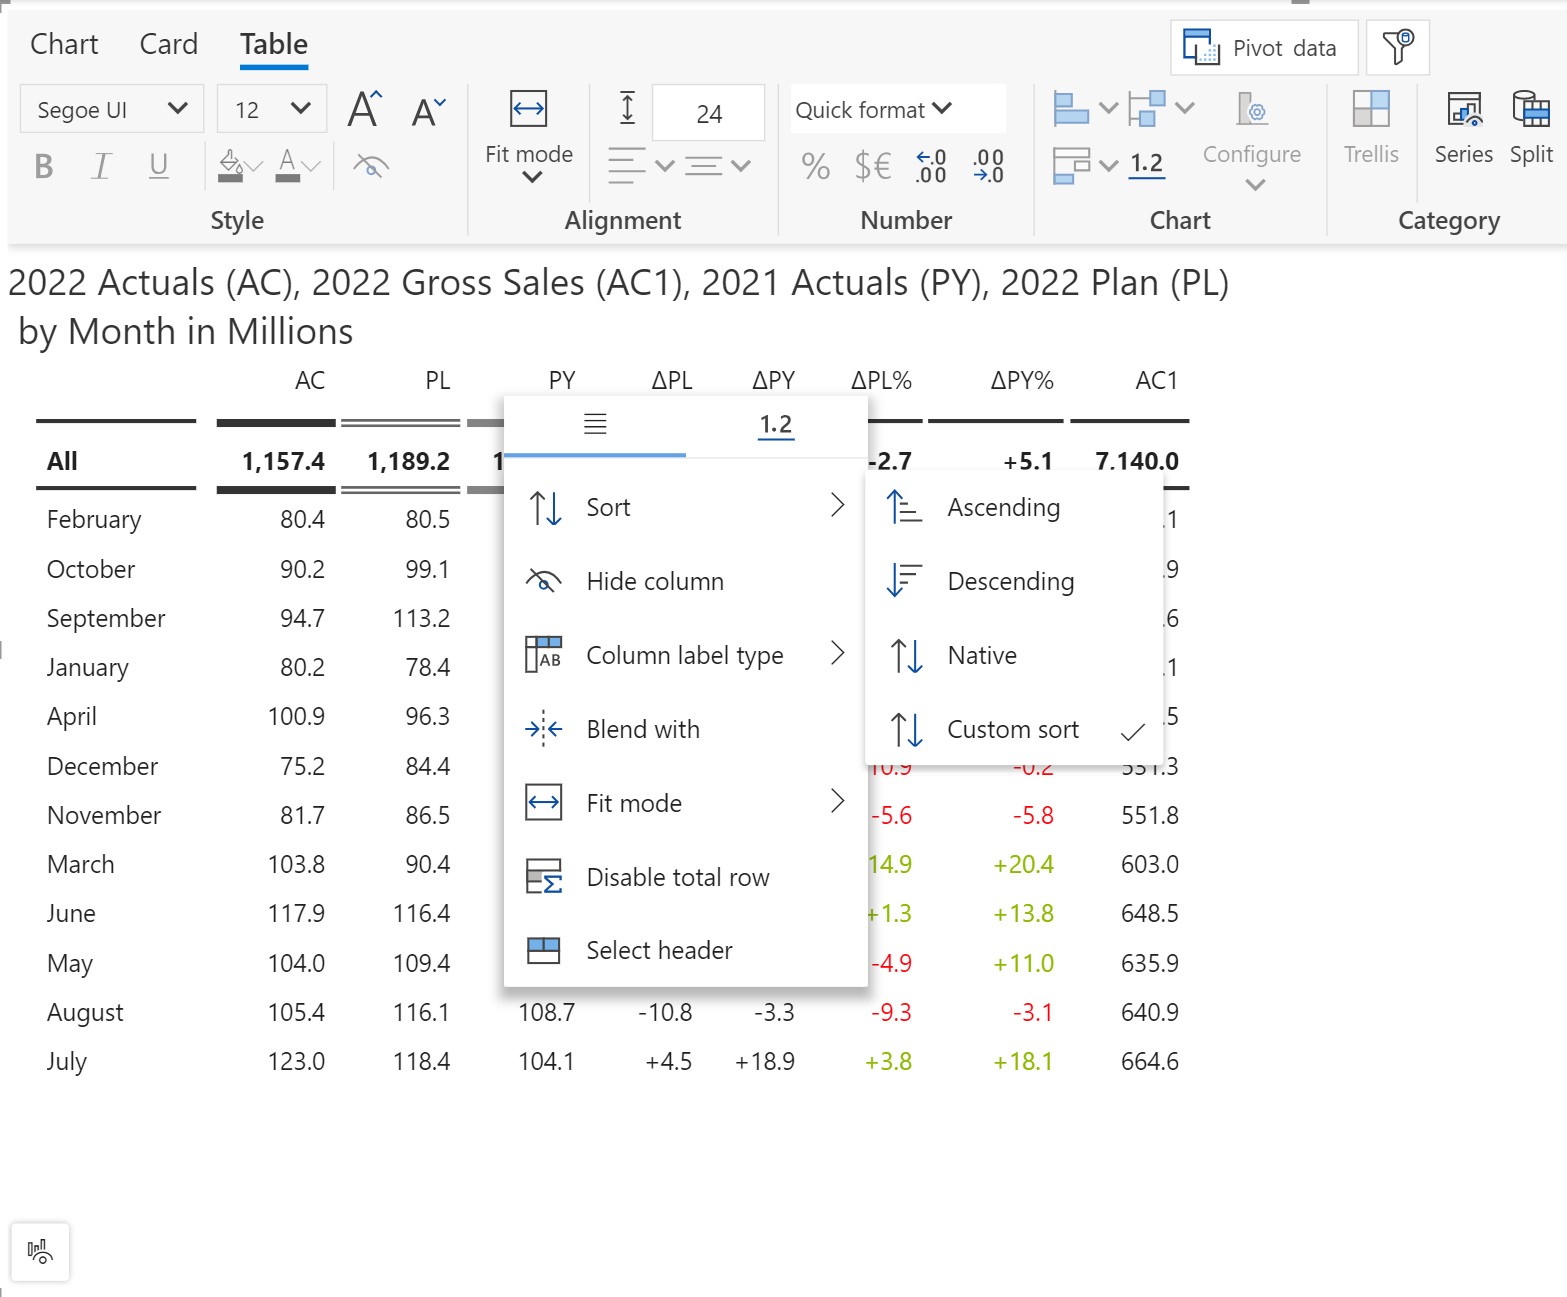 Chart Card Table
Pivot data
Segoe UI 12 A A 24 Quick format
B I U A Fit mode % $€ .0 .00 .00 .0 1.2 Configure Trellis Series Split
Style Alignment Number Chart Category
2022 Actuals (AC), 2022 Gross Sales (AC1), 2021 Actuals (PY), 2022 Plan (PL)
by Month in Millions
AC PL PY ΔPL ΔPY ΔPL% ΔPY% AC1
1.2
All 1,157.4 1,189.2 1 -2.7 +5.1 7,140.0
February 80.4 80.5 Sort Ascending .1
October 90.2 99.1 Hide column Descending .9
September 94.7 113.2 .6
January 80.2 78.4 AB Column label type Native .1
April 100.9 96.3 Blend with Custom sort .5
December 75.2 84.4 10.9 -0.2 531.3
November 81.7 86.5 Fit mode -5.6 -5.8 551.8
March 103.8 90.4 Disable total row 14.9 +20.4 603.0
June 117.9 116.4 +1.3 +13.8 648.5
May 104.0 109.4 Select header -4.9 +11.0 635.9
August 105.4 116.1 108.7 -10.8 -3.3 -9.3 -3.1 640.9
July 123.0 118.4 104.1 +4.5 +18.9 +3.8 +18.1 664.6